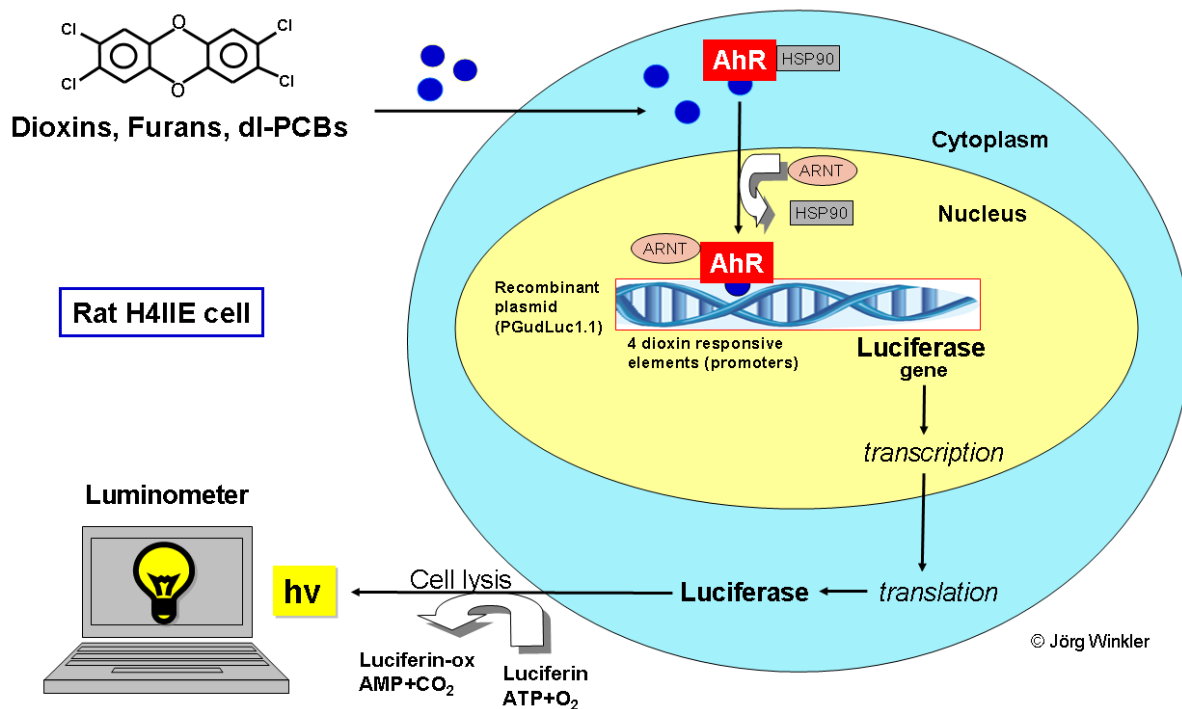 Cl
O
Cl
Cl
O
Cl
Dioxins, Furans, dl-PCBs
AhR
HSP90
Cytoplasm
ARNT
HSP90
Nucleus
ARNT
AhR
Recombinant
plasmid
(PGudLuc1.1)
4 dioxin responsive
elements (promoters)
Luciferase
gene
Rat H4IIE cell
transcription
Luminometer
hv
Cell lysis
Luciferase
translation
Luciferin-ox
AMP+CO₂
Luciferin
ATP+O₂
© Jörg Winkler